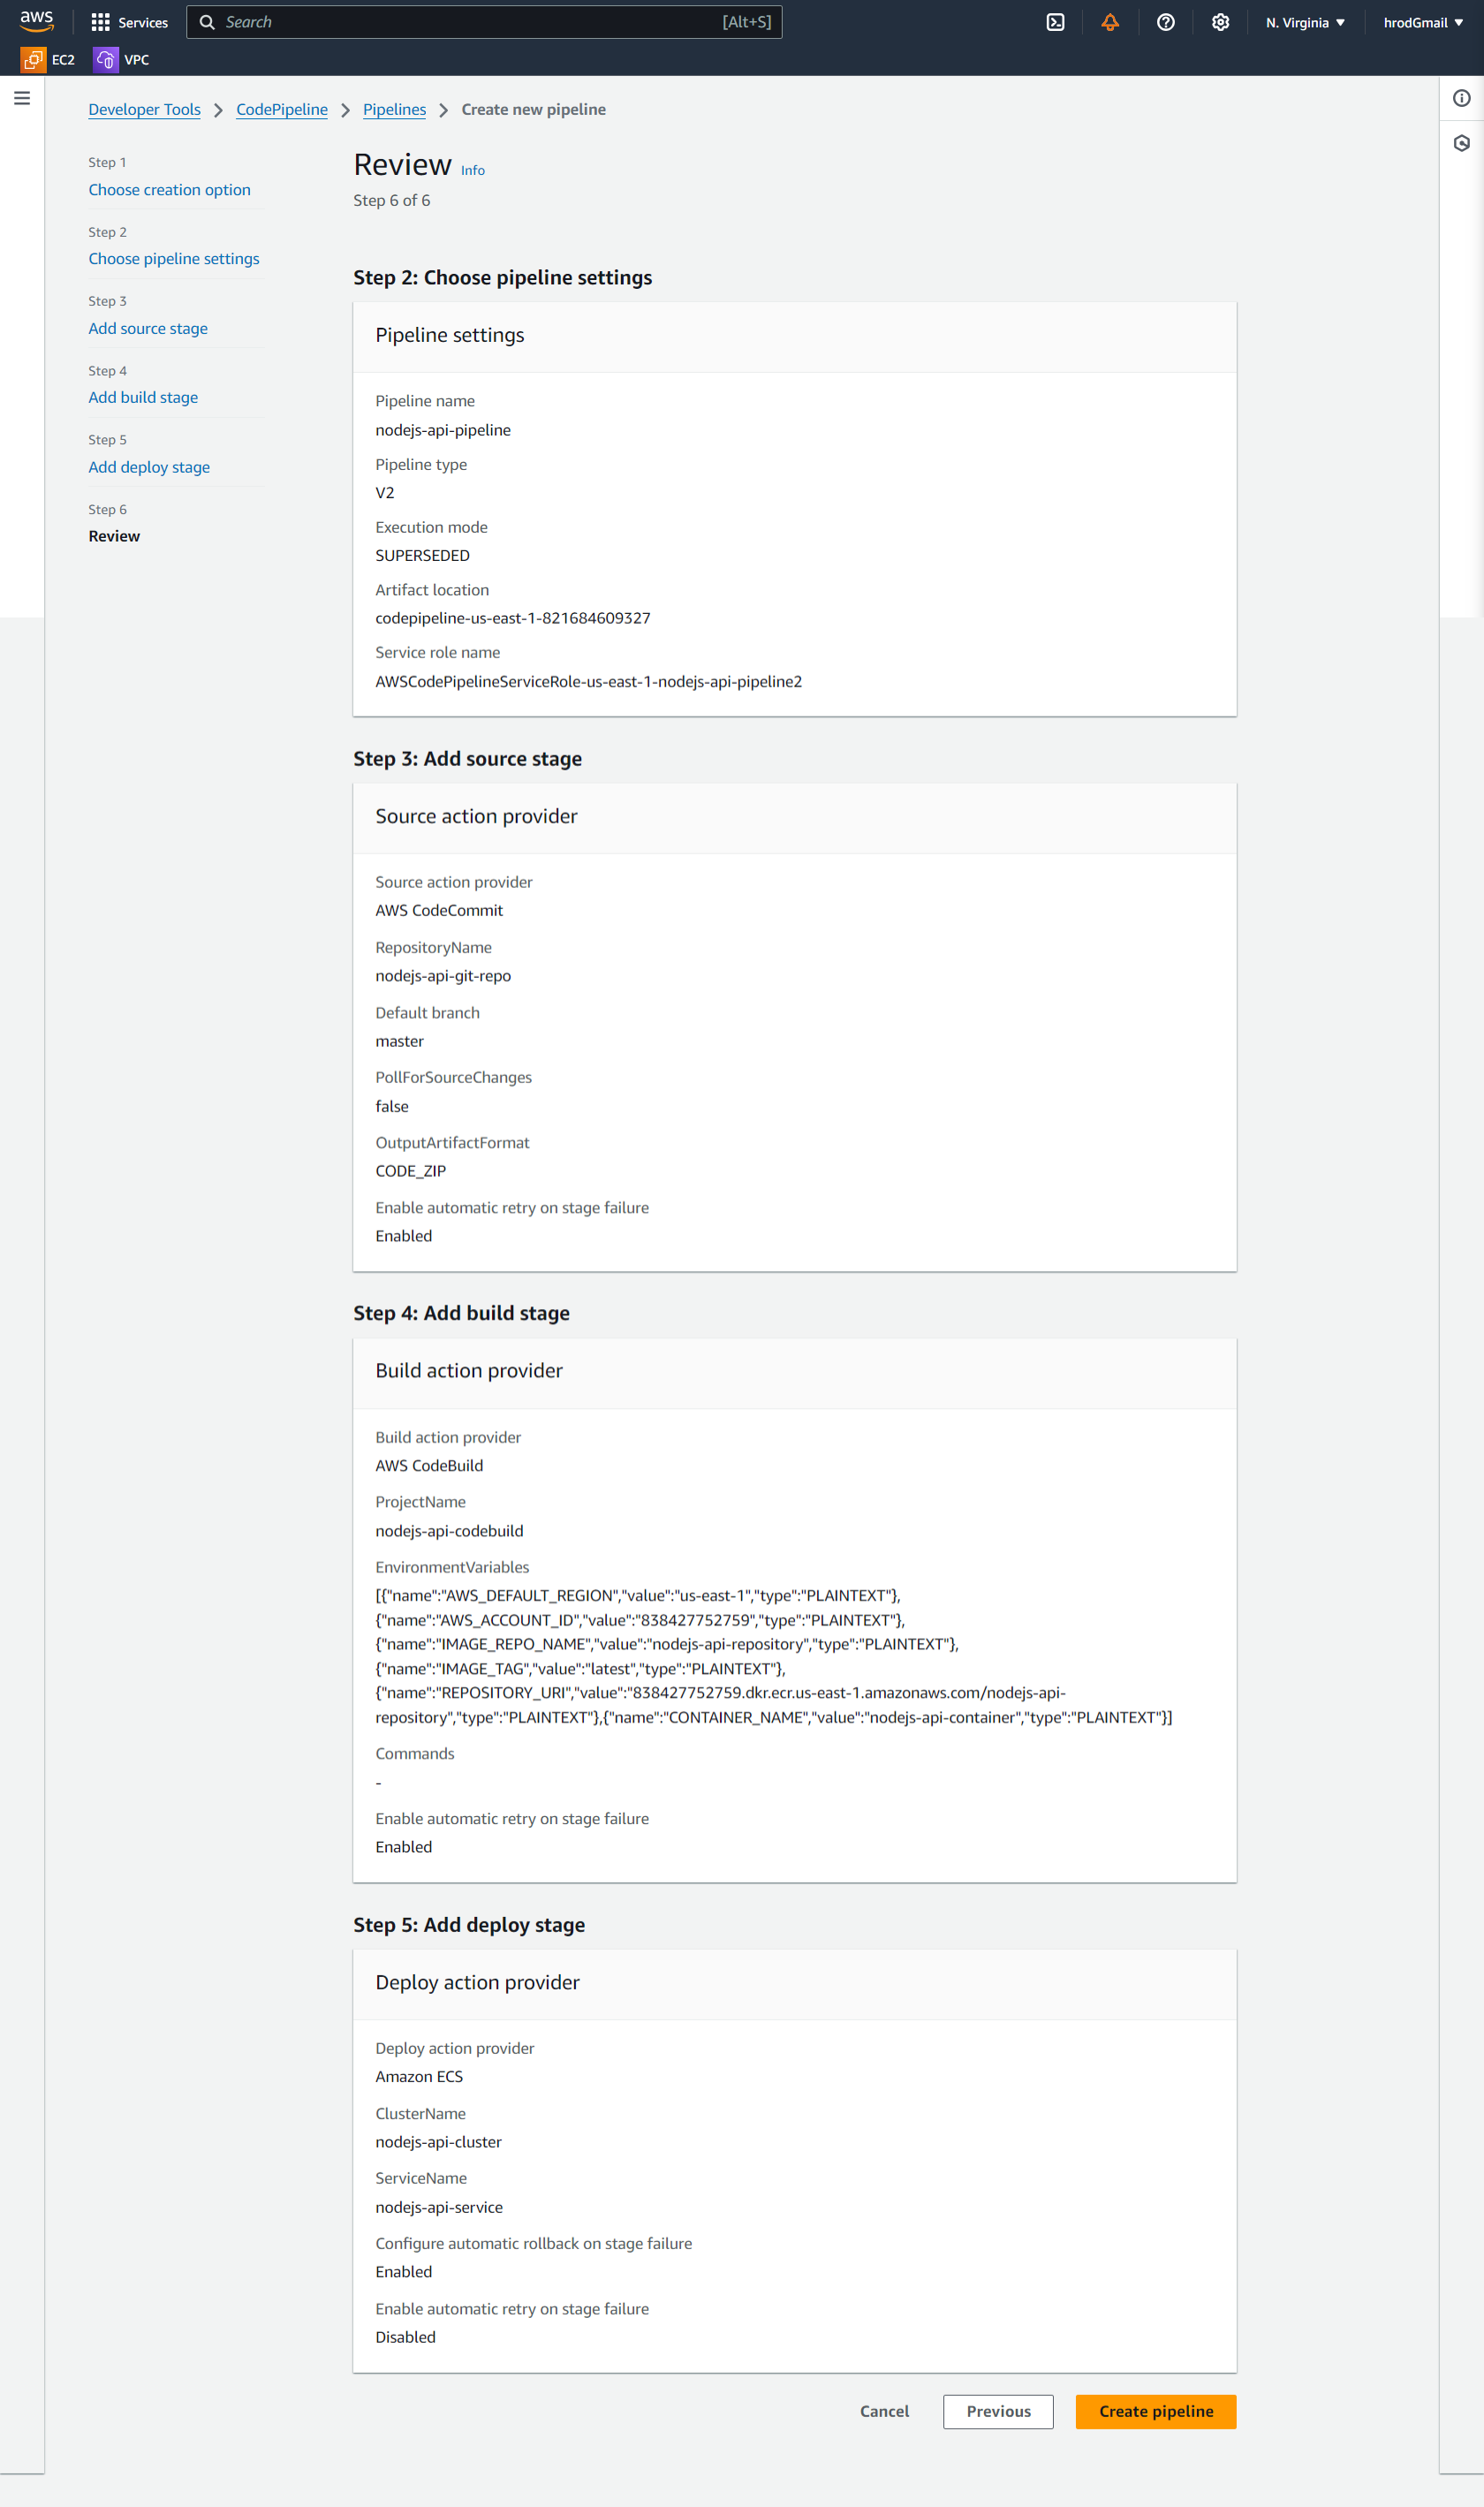 aws
Services
Search
[Alt+S]
N. Virginia
hrodGmail
EC2
VPC
Developer Tools
CodePipeline
Pipelines
Create new pipeline
Step 1
Choose creation option
Step 2
Choose pipeline settings
Step 3
Add source stage
Step 4
Add build stage
Step 5
Add deploy stage
Step 6
Review
Review Info
Step 6 of 6
Step 2: Choose pipeline settings
Pipeline settings
Pipeline name
nodejs-api-pipeline
Pipeline type
V2
Execution mode
SUPERSEDED
Artifact location
codepipeline-us-east-1-821684609327
Service role name
AWSCodePipelineServiceRole-us-east-1-nodejs-api-pipeline2
Step 3: Add source stage
Source action provider
Source action provider
AWS CodeCommit
RepositoryName
nodejs-api-git-repo
Default branch
master
PollForSourceChanges
false
OutputArtifactFormat
CODE_ZIP
Enable automatic retry on stage failure
Enabled
Step 4: Add build stage
Build action provider
Build action provider
AWS CodeBuild
ProjectName
nodejs-api-codebuild
EnvironmentVariables
[{"name":"AWS_DEFAULT_REGION","value":"us-east-1","type":"PLAINTEXT"},
{"name":"AWS_ACCOUNT_ID","value":"838427752759","type":"PLAINTEXT"},
{"name":"IMAGE_REPO_NAME","value":"nodejs-api-repository","type":"PLAINTEXT"},
{"name":"IMAGE_TAG","value":"latest","type":"PLAINTEXT"},
{"name":"REPOSITORY_URI","value":"838427752759.dkr.ecr.us-east-1.amazonaws.com/nodejs-api-
repository","type":"PLAINTEXT"},{"name":"CONTAINER_NAME","value":"nodejs-api-container","type":"PLAINTEXT"}]
Commands
-
Enable automatic retry on stage failure
Enabled
Step 5: Add deploy stage
Deploy action provider
Deploy action provider
Amazon ECS
ClusterName
nodejs-api-cluster
ServiceName
nodejs-api-service
Configure automatic rollback on stage failure
Enabled
Enable automatic retry on stage failure
Disabled
Cancel
Previous
Create pipeline